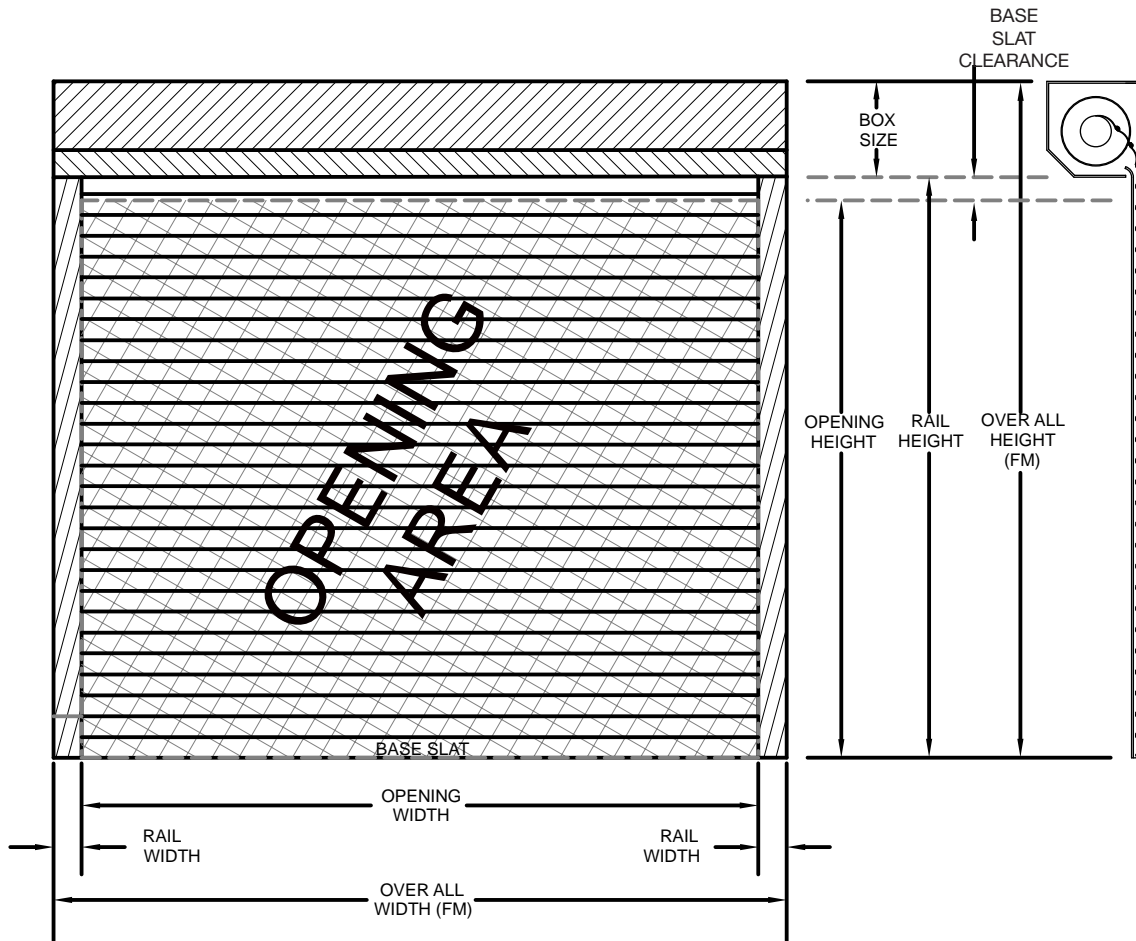 BASE
SLAT
CLEARANCE
BOX
SIZE
OPENING
HEIGHT
RAIL
HEIGHT
OVER ALL
HEIGHT
(FM)
OPENING
AREA
BASE SLAT
OPENING
WIDTH
RAIL
WIDTH
RAIL
WIDTH
OVER ALL
WIDTH (FM)